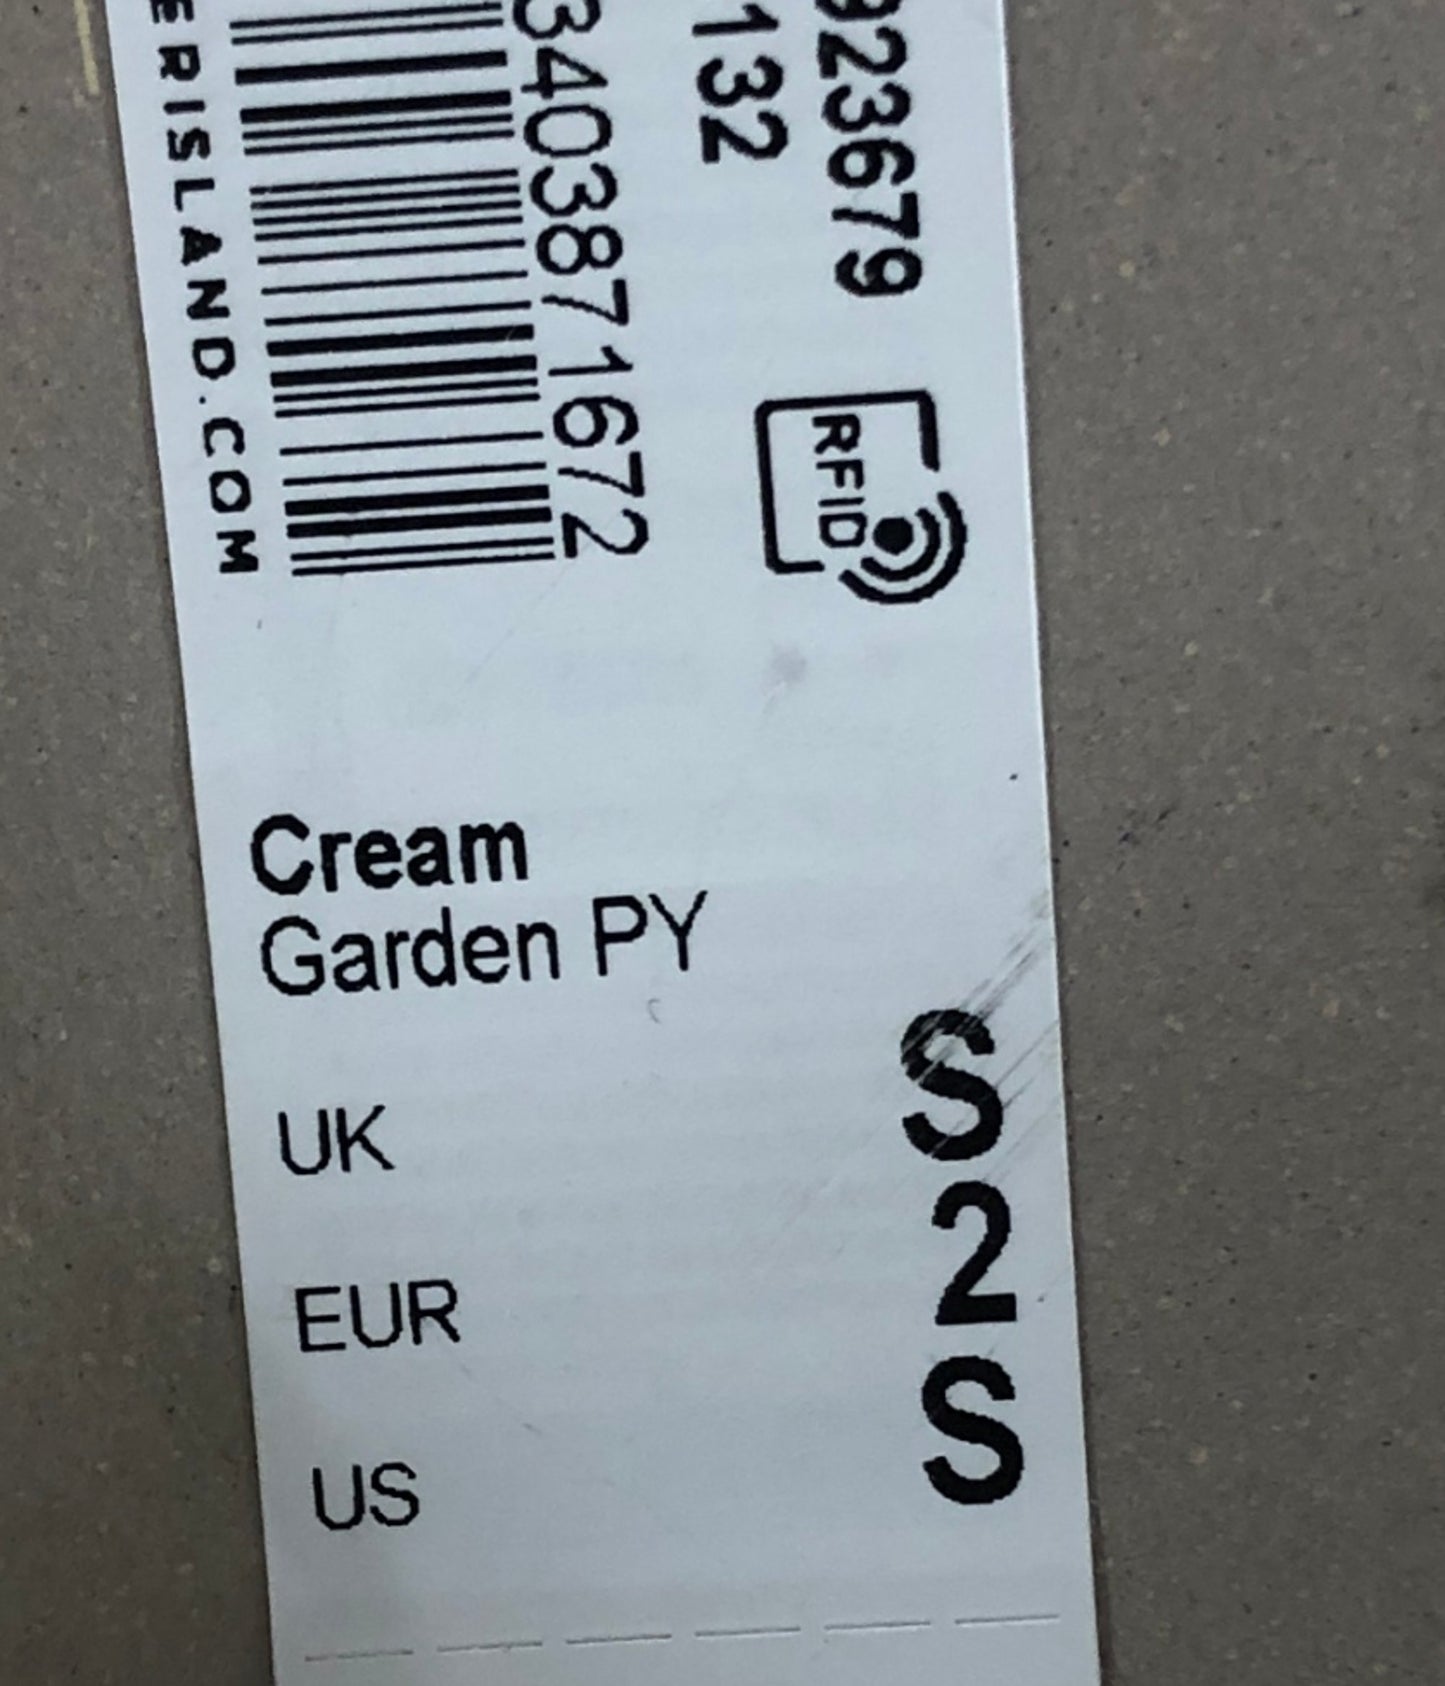 ERISLAND.COM
3403871672
132
923679
RFID
Cream
Garden PY
UK S
EUR 2
US S